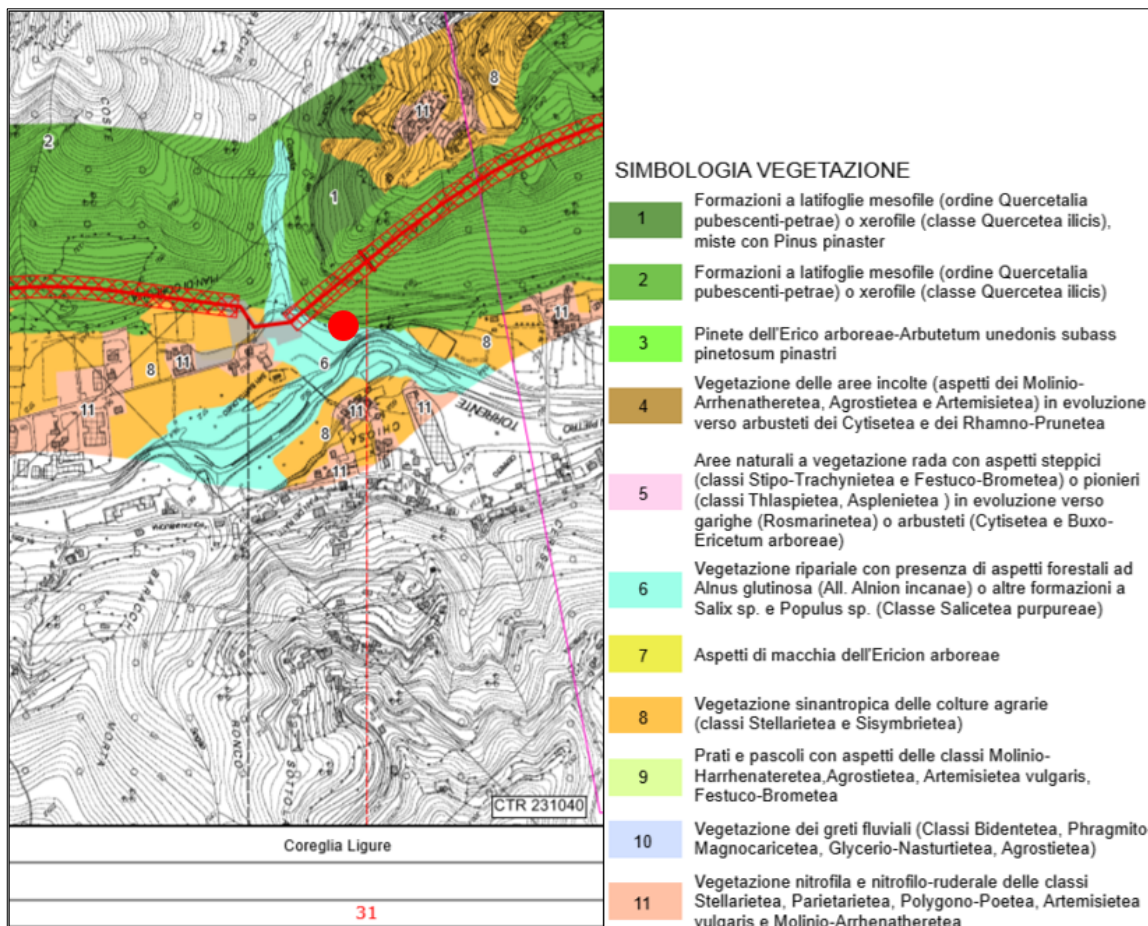 COSTE
8
11
2
1
8
11
6
8
11
11
11
8
11
TORRENTE
CHIOSA
BARANCI
RONCO
SOTTO
MORTA
CTR 231040
Coreglia Ligure
31
SIMBOLOGIA VEGETAZIONE
1
Formazioni a latifoglie mesofile (ordine Quercetalia
pubescenti-petrae) o xerofile (classe Quercetea ilicis),
miste con Pinus pinaster
2
Formazioni a latifoglie mesofile (ordine Quercetalia
pubescenti-petrae) o xerofile (classe Quercetea ilicis)
3
Pinete dell'Erico arboreae-Arbutetum unedonis subass
pinetosum pinastri
4
Vegetazione delle aree incolte (aspetti dei Molinio-
Arrhenatheretea, Agrostietea e Artemisietea) in evoluzione
verso arbusteti dei Cytisetea e dei Rhamno-Prunetea
5
Aree naturali a vegetazione rada con aspetti steppici
(classi Stipo-Trachynietea e Festuco-Brometea) o pionieri
(classi Thlaspietea, Asplenietea ) in evoluzione verso
garighe (Rosmarinetea) o arbusteti (Cytisetea e Buxo-
Ericetum arboreae)
6
Vegetazione ripariale con presenza di aspetti forestali ad
Alnus glutinosa (All. Alnion incanae) o altre formazioni a
Salix sp. e Populus sp. (Classe Salicetea purpureae)
7
Aspetti di macchia dell'Ericion arboreae
8
Vegetazione sinantropica delle colture agrarie
(classi Stellarietea e Sisymbrietea)
9
Prati e pascoli con aspetti delle classi Molinio-
Harrhenateretea,Agrostietea, Artemisietea vulgaris,
Festuco-Brometea
10
Vegetazione dei greti fluviali (Classi Bidentetea, Phragmito-
Magnocaricetea, Glycerio-Nasturtietea, Agrostietea)
11
Vegetazione nitrofila e nitrofilo-ruderale delle classi
Stellarietea, Parietarietea, Polygono-Poetea, Artemisietea
vulgaris e Molinio-Arrhenatheretea